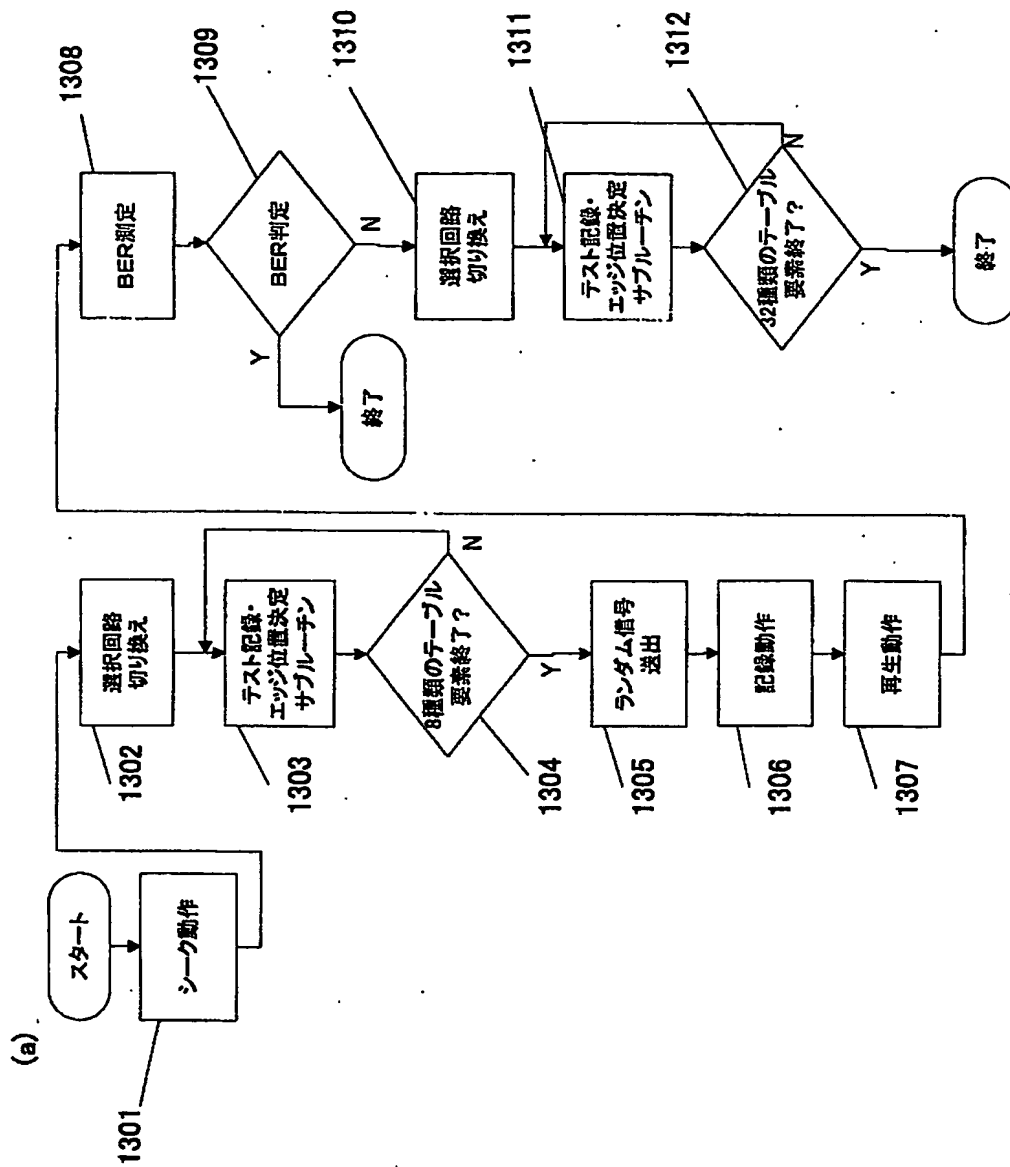 (a)
スタート
シーク動作
1301
選択回路
切り換え
1302
テスト記録・
エッジ位置決定
サブルーチン
1303
8種類のテーブル
要素終了？
1304
N
Y
ランダム信号
送出
1305
記録動作
1306
再生動作
1307
BER測定
1308
BER判定
1309
Y
N
終了
選択回路
切り換え
1310
テスト記録・
エッジ位置決定
サブルーチン
1311
32種類のテーブル
要素終了？
1312
N
Y
終了